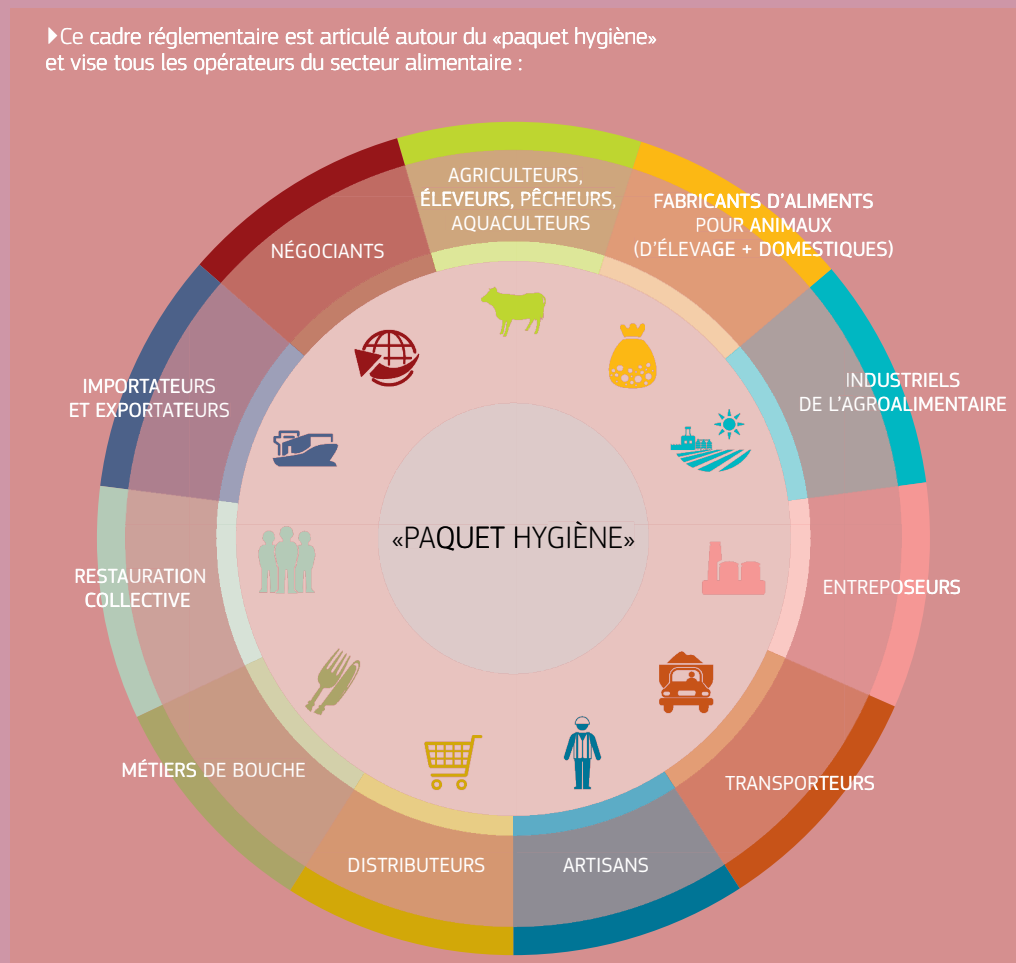 Ce cadre réglementaire est articulé autour du «paquet hygiène»
et vise tous les opérateurs du secteur alimentaire :
AGRICULTEURS,
ÉLEVEURS, PÊCHEURS,
AQUACULTEURS
FABRICANTS D'ALIMENTS
POUR ANIMAUX
(D'ÉLEVAGE + DOMESTIQUES)
INDUSTRIELS
DE L'AGROALIMENTAIRE
ENTREPOSEURS
TRANSPORTEURS
ARTISANS
DISTRIBUTEURS
MÉTIERS DE BOUCHE
RESTAURATION
COLLECTIVE
IMPORTATEURS
ET EXPORTATEURS
NÉGOCIANTS
«PAQUET HYGIÈNE»